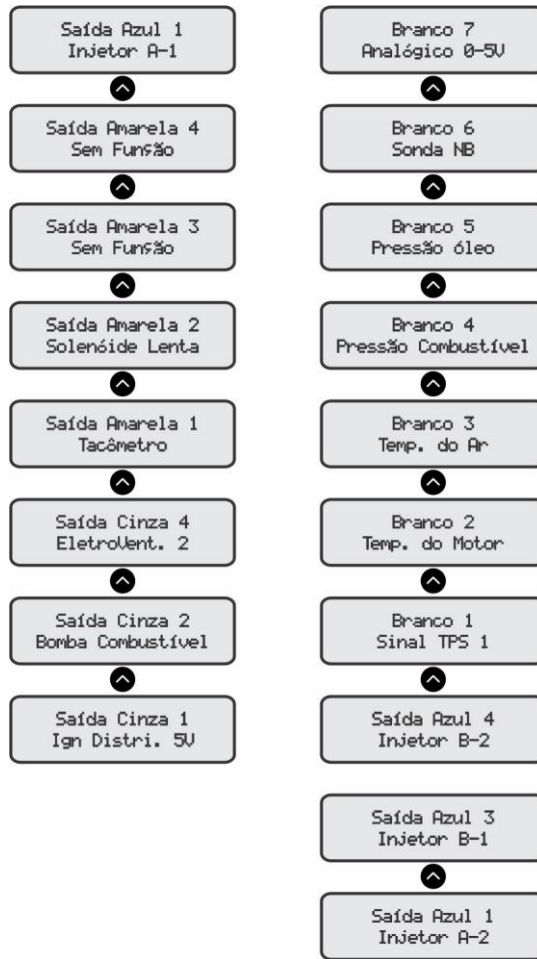 Saída Azul 1
Injetor A-1
Saída Amarela 4
Sem Função
Saída Amarela 3
Sem Função
Saída Amarela 2
Solenóide Lenta
Saída Amarela 1
Tacômetro
Saída Cinza 4
EletroVent. 2
Saída Cinza 2
Bomba Combustível
Saída Cinza 1
Ign Distri. 5V
Branco 7
Analógico 0-5V
Branco 6
Sonda NB
Branco 5
Pressão óleo
Branco 4
Pressão Combustível
Branco 3
Temp. do Ar
Branco 2
Temp. do Motor
Branco 1
Sinal TPS 1
Saída Azul 4
Injetor B-2
Saída Azul 3
Injetor B-1
Saída Azul 1
Injetor A-2